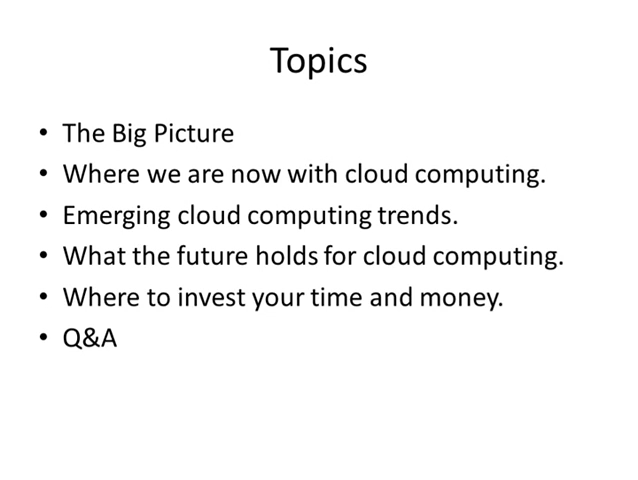 Topics
• The Big Picture
• Where we are now with cloud computing.
• Emerging cloud computing trends.
• What the future holds for cloud computing.
• Where to invest your time and money.
• Q&A